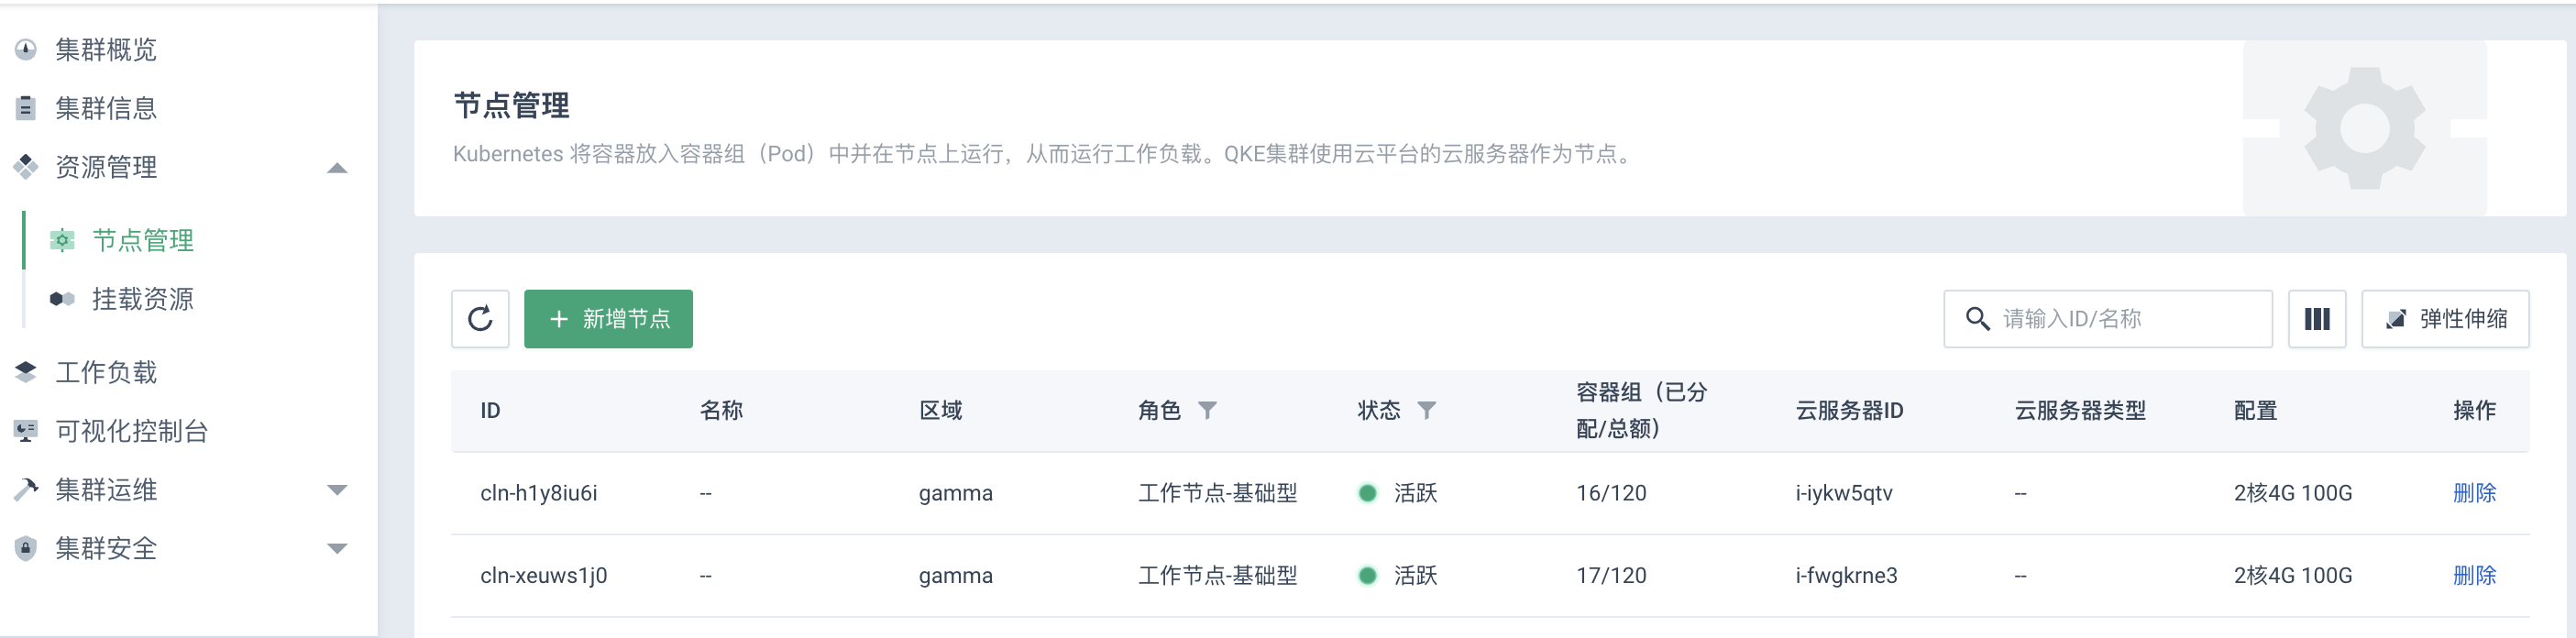 集群概览
集群信息
资源管理
节点管理
挂载资源
工作负载
可视化控制台
集群运维
集群安全
节点管理
Kubernetes 将容器放入容器组（Pod）中并在节点上运行，从而运行工作负载。QKE集群使用云平台的云服务器作为节点。
新增节点 请输入ID/名称 弹性伸缩
ID 名称 区域 角色 状态 容器组（已分配/总额） 云服务器ID 云服务器类型 配置 操作
cln-h1y8iu6i -- gamma 工作节点-基础型 活跃 16/120 i-iykw5qtv -- 2核4G 100G 删除
cln-xeuws1j0 -- gamma 工作节点-基础型 活跃 17/120 i-fwgkrne3 -- 2核4G 100G 删除